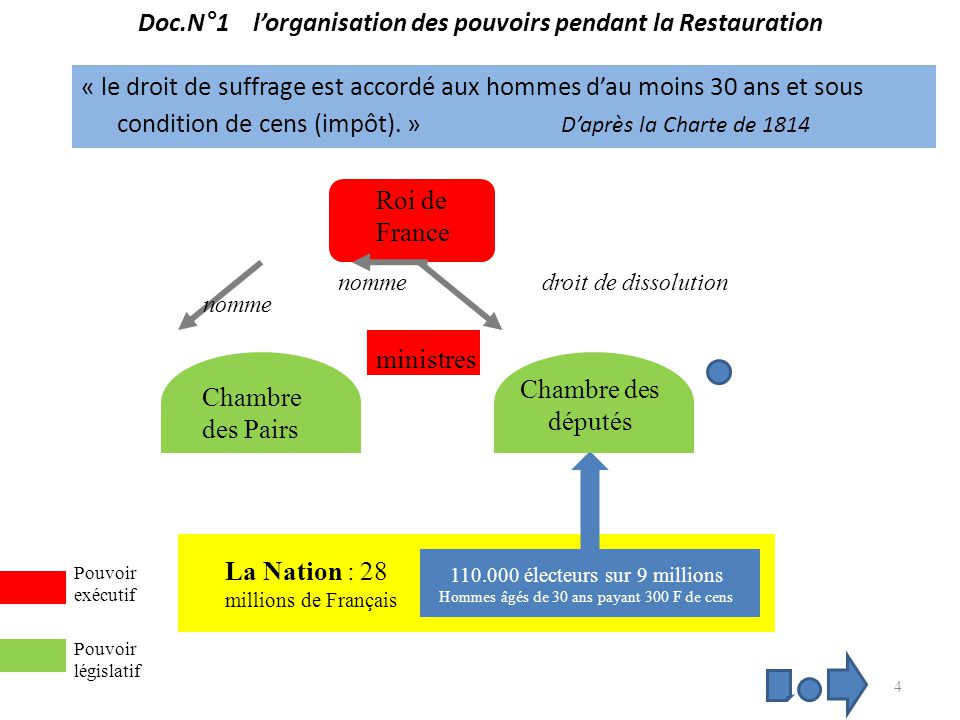 Doc.N°1 l’organisation des pouvoirs pendant la Restauration
« le droit de suffrage est accordé aux hommes d’au moins 30 ans et sous
condition de cens (impôt). » D’après la Charte de 1814
Roi de
France
nomme
droit de dissolution
nomme
ministres
Chambre
des Pairs
Chambre des
députés
La Nation : 28
millions de Français
110.000 électeurs sur 9 millions
Hommes âgés de 30 ans payant 300 F de cens
Pouvoir
exécutif
Pouvoir
législatif
4